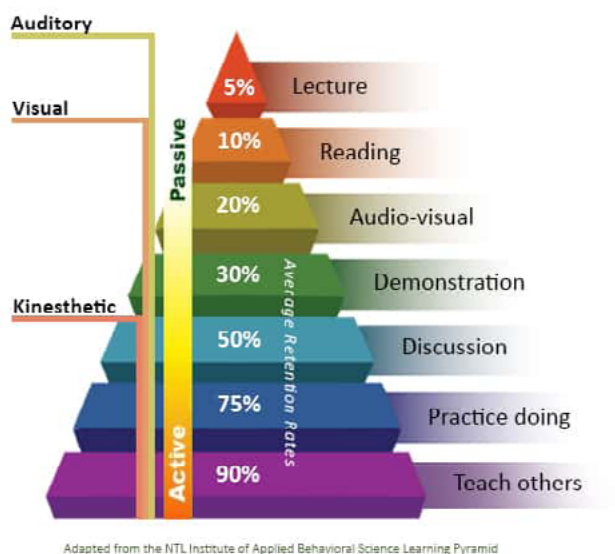 Auditory
Visual
Kinesthetic
Passive
Active
5%
Lecture
10%
Reading
20%
Audio-visual
30%
Demonstration
50%
Discussion
75%
Practice doing
90%
Teach others
Average Retention Rates
Adapted from the NTL Institute of Applied Behavioral Science Learning Pyramid